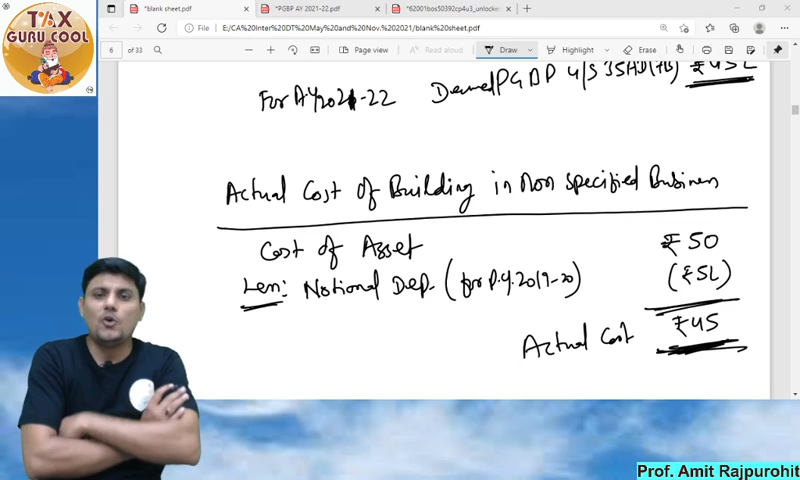 TAX
GURU COOL
*blank sheet.pdf
*PGBP AY 2021-22.pdf
*62001bos50392cp4u3_unlocke
File
E:/CA%20Inter%20DT%20May%20and%20Nov.%202021/blank%20sheet.pdf
6 of 33
Page view
Read aloud
Draw
Highlight
Erase
For A.Y.2021-22 Deemed PGBP u/s 35AD(7B) ₹45L
Actual Cost of Building in Non Specified Business
Cost of Asset ₹50
Less: Notional Dep. (for P.Y.2019-20) (₹5L)
Actual Cost ₹45
Prof. Amit Rajpurohit